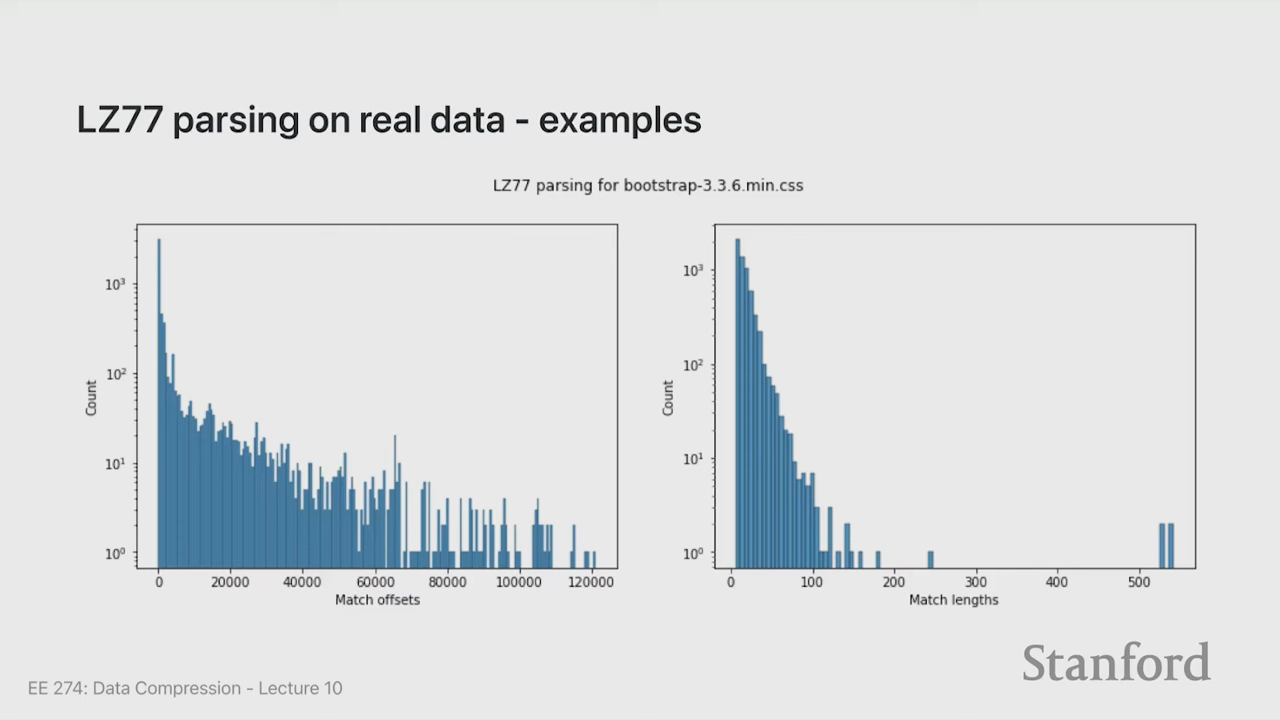 LZ77 parsing on real data - examples
LZ77 parsing for bootstrap-3.3.6.min.css
10³
10²
10¹
10⁰
Count
0 20000 40000 60000 80000 100000 120000
Match offsets
10³
10²
10¹
10⁰
Count
0 100 200 300 400 500
Match lengths
Stanford
EE 274: Data Compression - Lecture 10